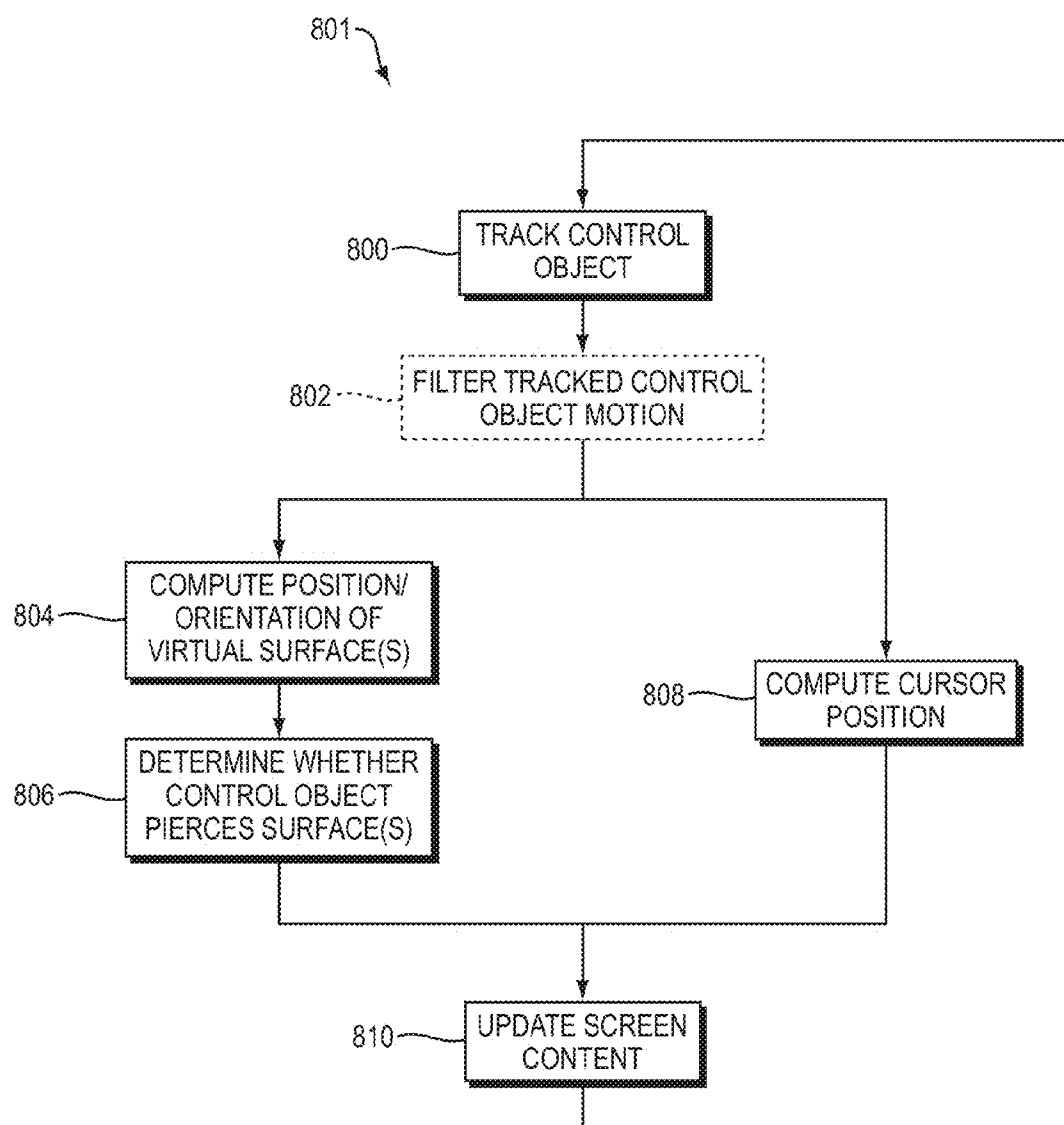 801
800
TRACK CONTROL
OBJECT
802
FILTER TRACKED CONTROL
OBJECT MOTION
804
COMPUTE POSITION/
ORIENTATION OF
VIRTUAL SURFACE(S)
808
COMPUTE CURSOR
POSITION
806
DETERMINE WHETHER
CONTROL OBJECT
PIERCES SURFACE(S)
810
UPDATE SCREEN
CONTENT